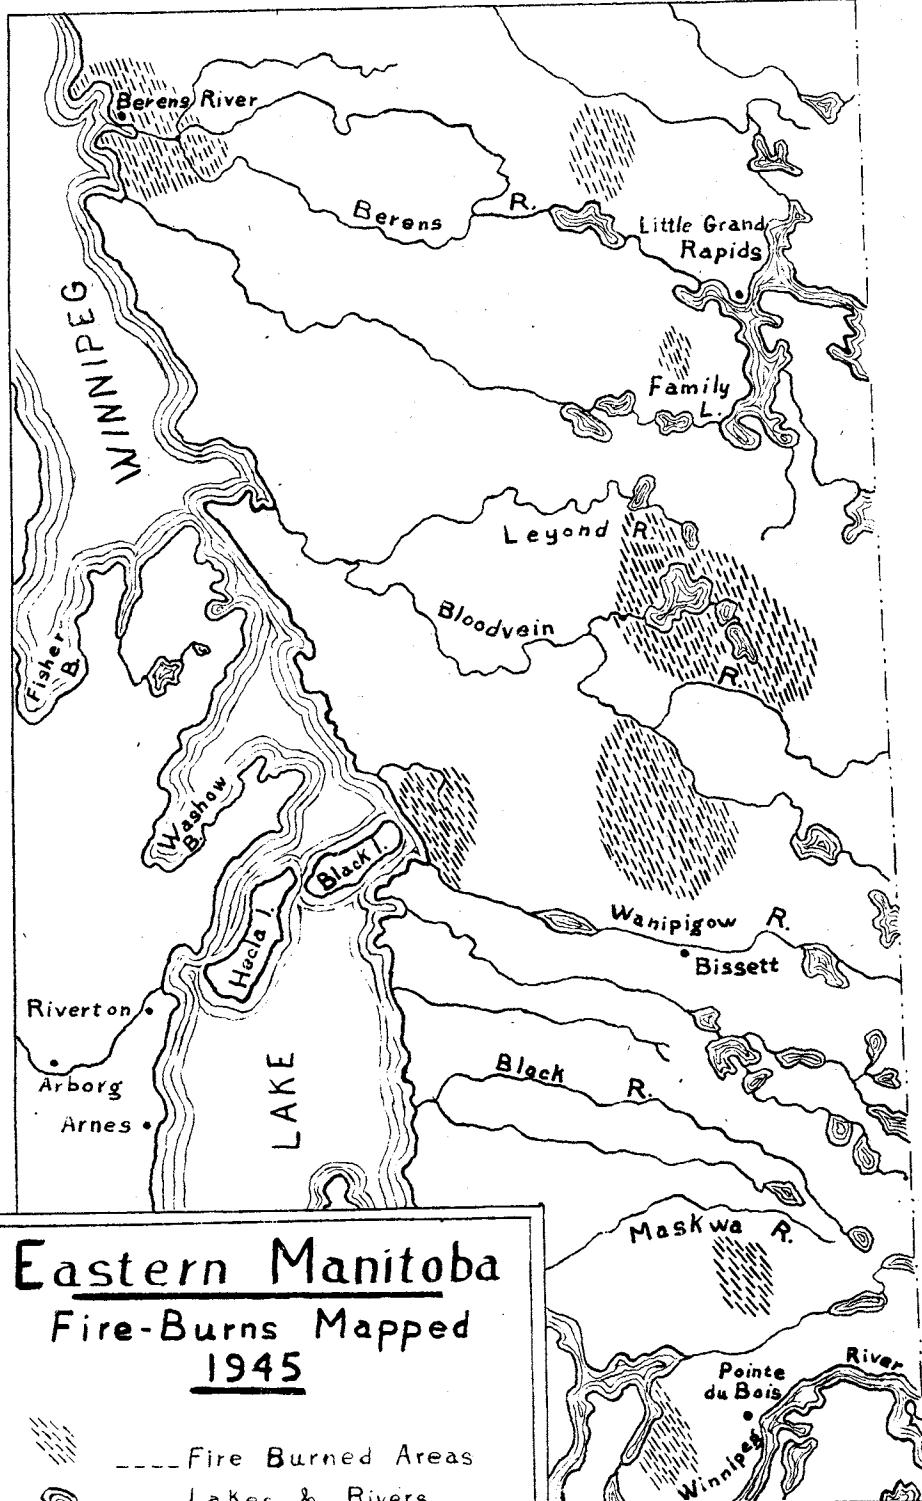 Berens River
Berens R.
Little Grand
Rapids
WINNIPEG
Family
L.
Leyond R.
Bloodvein
R.
Fisher
B.
Washow
B.
Black I.
Hecla I.
Wanipigow R.
Bissett
Riverton
LAKE
Black R.
Arborg
Arnes
Maskwa R.
Eastern Manitoba
Fire-Burns Mapped
1945
Pointe
du Bois
Winnipeg River
----Fire Burned Areas
Lakes & Rivers